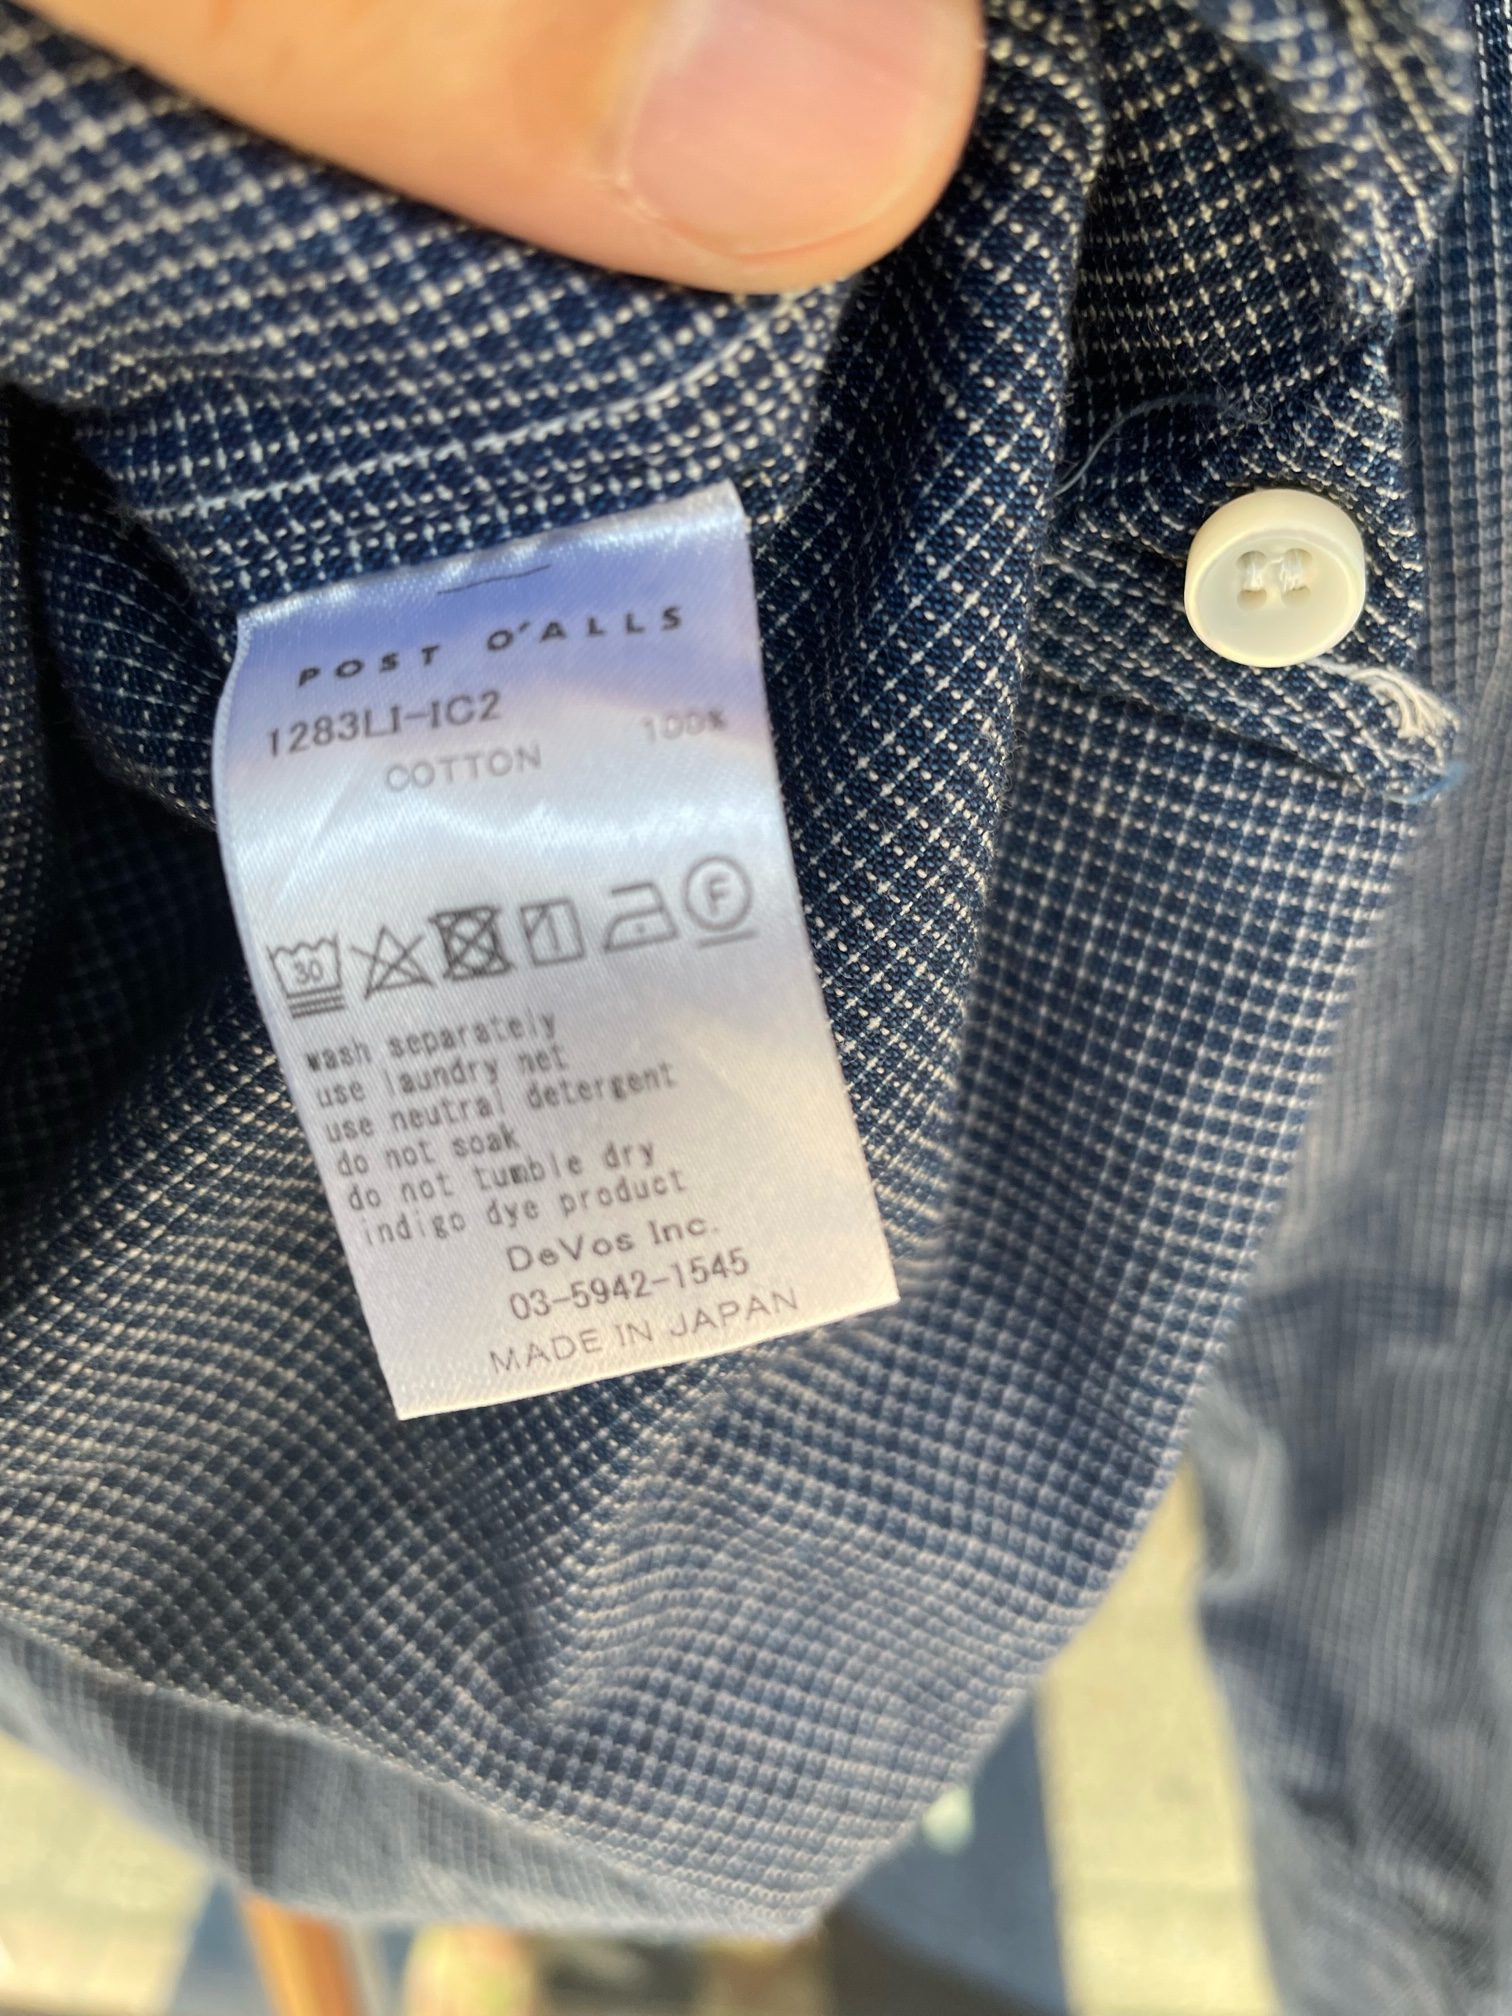 POST O'ALLS
1283LI-IC2
COTTON 100%
30 F
wash separately
use laundry net
use neutral detergent
do not soak
do not tumble dry
indigo dye product
DeVos Inc.
03-5942-1545
MADE IN JAPAN